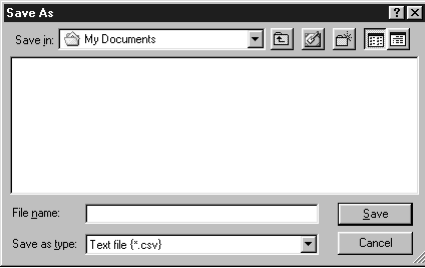 Save As
Save in: My Documents
File name: Save
Save as type: Text file {*.csv} Cancel